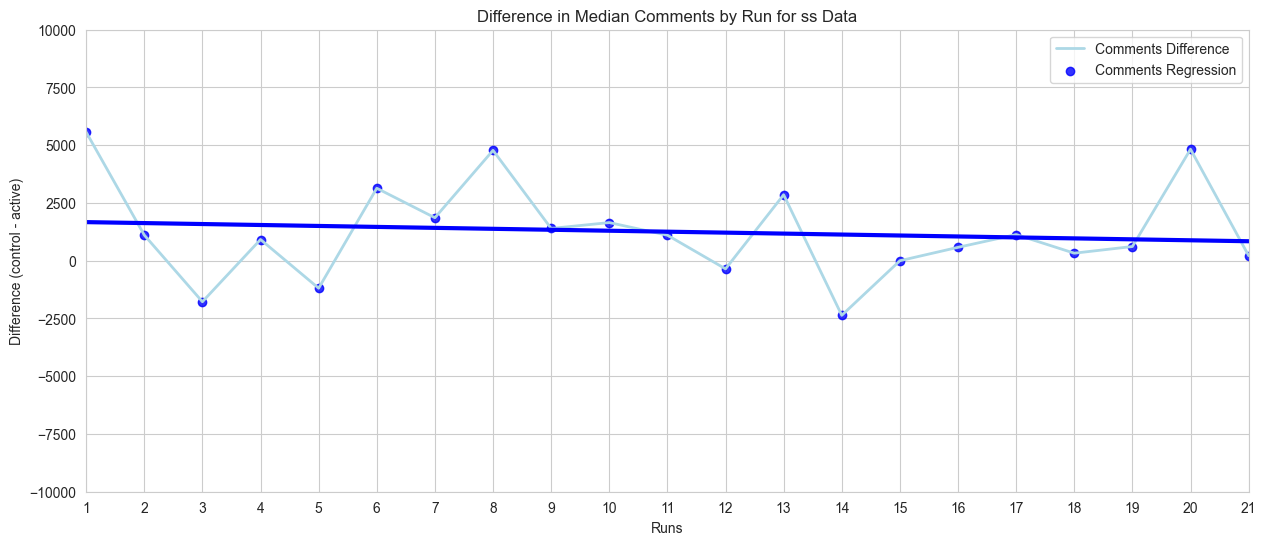 Difference in Median Comments by Run for ss Data
Comments Difference
Comments Regression
Difference (control - active)
10000
7500
5000
2500
0
−2500
−5000
−7500
−10000
1 2 3 4 5 6 7 8 9 10 11 12 13 14 15 16 17 18 19 20 21
Runs